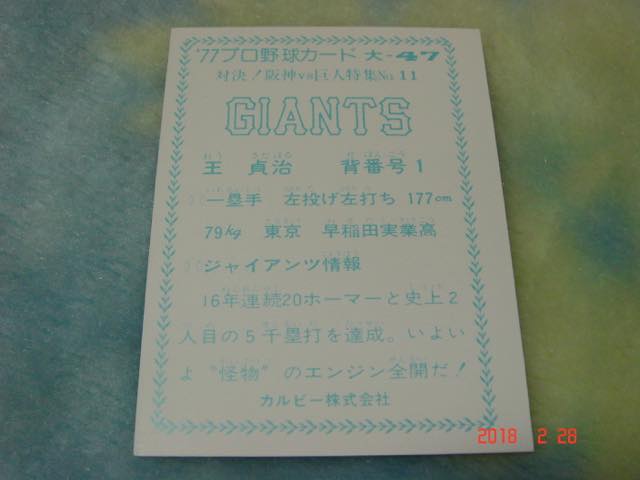 '77プロ野球カード 大-47
対決！阪神vs巨人特集No.11
GIANTS
王 貞治 背番号1
一塁手 左投げ左打ち 177cm
79kg 東京 早稲田実業高
ジャイアンツ情報
16年連続20ホーマーと史上2
人目の5千塁打を達成。いよい
よ"怪物"のエンジン全開だ！
カルビー株式会社
2018 2 28